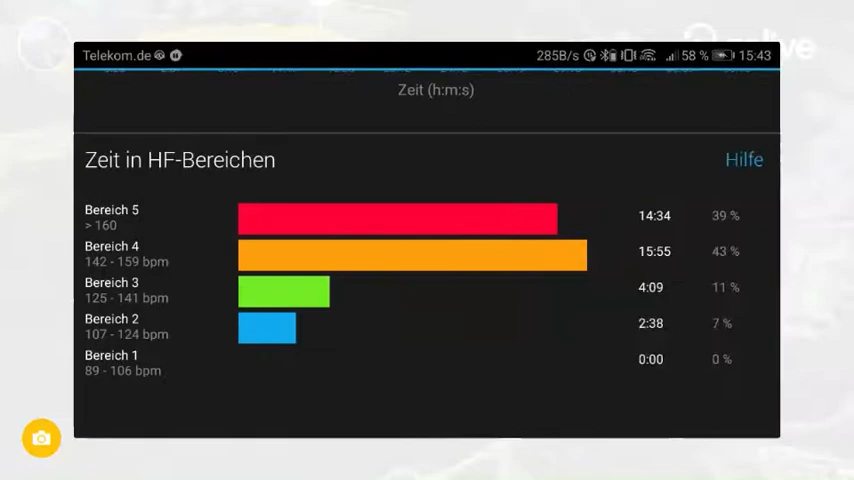 Telekom.de 285B/s 58 % 15:43
Zeit (h:m:s)
Zeit in HF-Bereichen Hilfe
Bereich 5
> 160
14:34 39 %
Bereich 4
142 - 159 bpm
15:55 43 %
Bereich 3
125 - 141 bpm
4:09 11 %
Bereich 2
107 - 124 bpm
2:38 7 %
Bereich 1
89 - 106 bpm
0:00 0 %